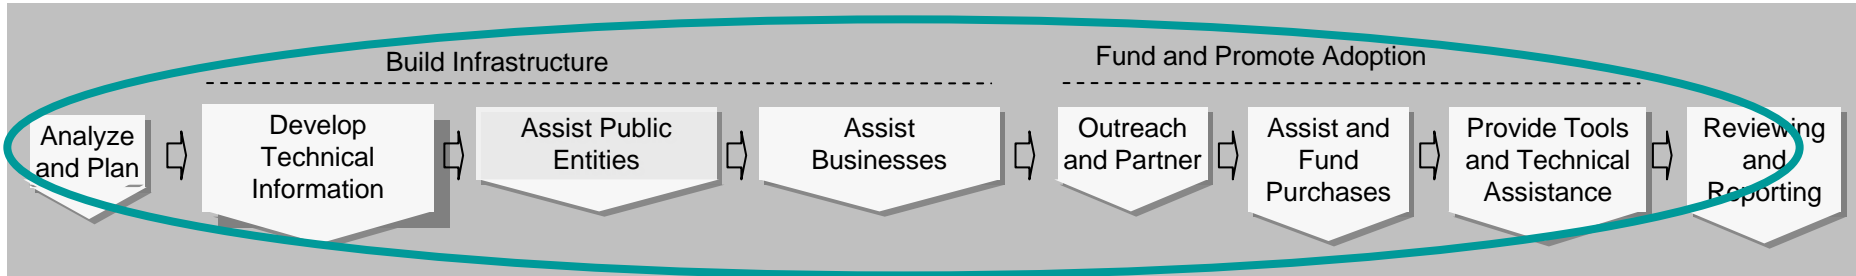 Build Infrastructure
Fund and Promote Adoption
Analyze
and Plan
Develop
Technical
Information
Assist Public
Entities
Assist
Businesses
Outreach
and Partner
Assist and
Fund
Purchases
Provide Tools
and Technical
Assistance
Reviewing
and
Reporting